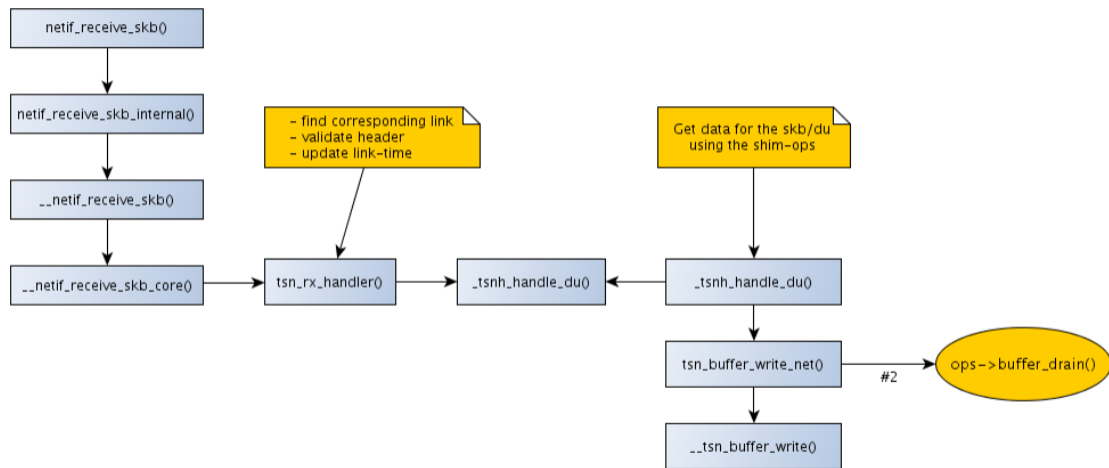 netif_receive_skb()
netif_receive_skb_internal()
- find corresponding link
- validate header
- update link-time
Get data for the skb/du
using the shim-ops
__netif_receive_skb()
__netif_receive_skb_core()
tsn_rx_handler()
_tsnh_handle_du()
_tsnh_handle_du()
tsn_buffer_write_net()
#2
ops->buffer_drain()
__tsn_buffer_write()